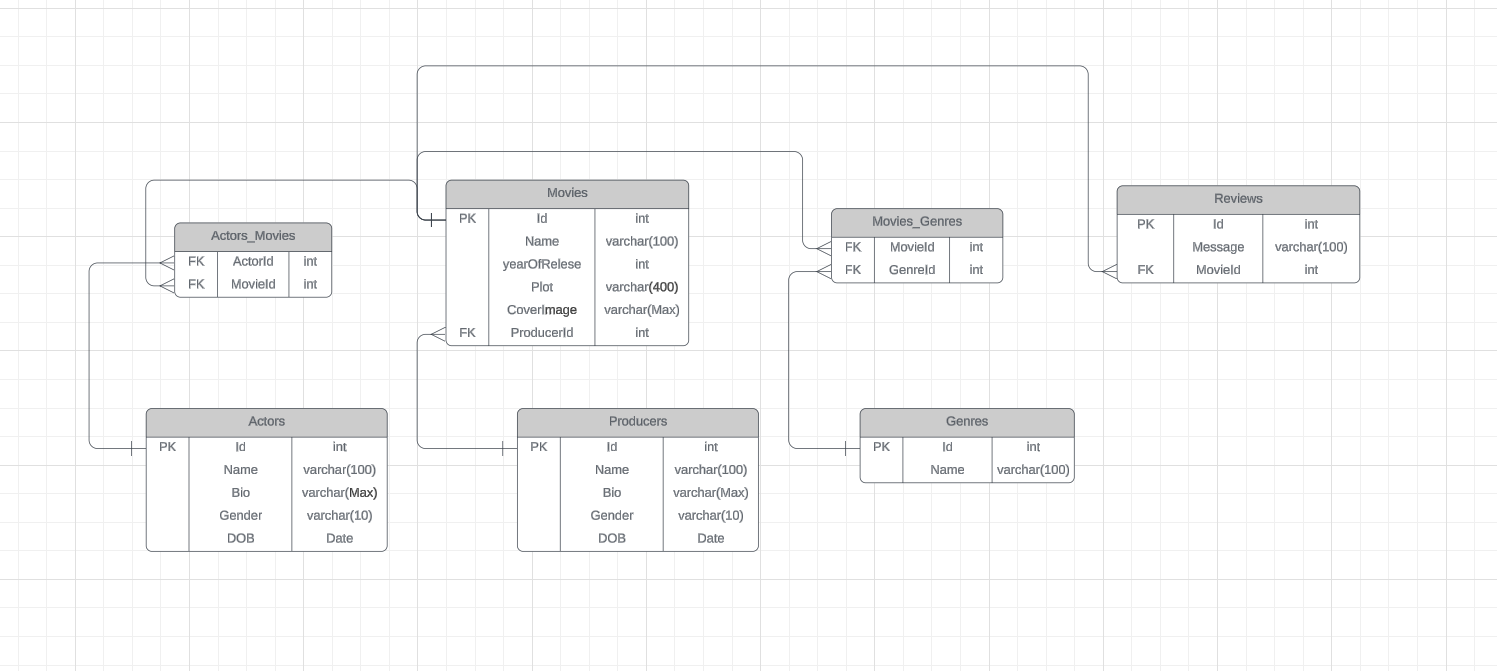 Movies
PK Id int
Name varchar(100)
yearOfRelese int
Plot varchar(400)
CoverImage varchar(Max)
FK ProducerId int
Actors_Movies
FK ActorId int
FK MovieId int
Movies_Genres
FK MovieId int
FK GenreId int
Reviews
PK Id int
Message varchar(100)
FK MovieId int
Actors
PK Id int
Name varchar(100)
Bio varchar(Max)
Gender varchar(10)
DOB Date
Producers
PK Id int
Name varchar(100)
Bio varchar(Max)
Gender varchar(10)
DOB Date
Genres
PK Id int
Name varchar(100)